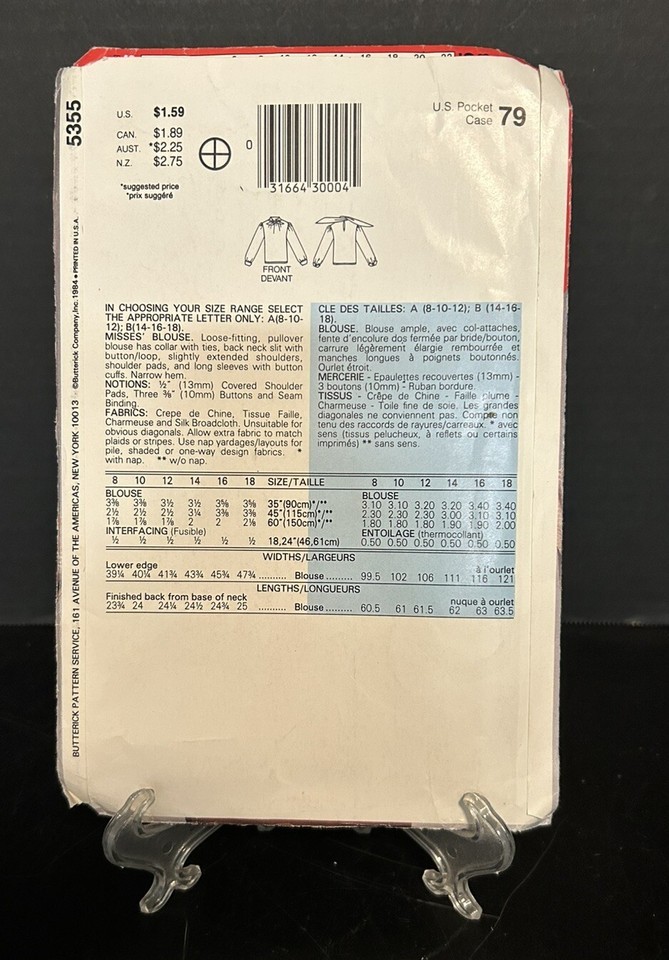 5355
U.S. $1.59
CAN. $1.89
AUST. *$2.25
N.Z. $2.75
*suggested price
*prix suggéré
0
31664 30004
U.S. Pocket
Case 79
FRONT
DEVANT
IN CHOOSING YOUR SIZE RANGE SELECT
THE APPROPRIATE LETTER ONLY: A(8-10-
12); B(14-16-18).
MISSES' BLOUSE. Loose-fitting, pullover
blouse has collar with ties, back neck slit with
button/loop, slightly extended shoulders,
shoulder pads, and long sleeves with button
cuffs. Narrow hem.
NOTIONS: ½" (13mm) Covered Shoulder
Pads, Three ⅜" (10mm) Buttons and Seam
Binding.
FABRICS: Crepe de Chine, Tissue Faille,
Charmeuse and Silk Broadcloth. Unsuitable for
obvious diagonals. Allow extra fabric to match
plaids or stripes. Use nap yardages/layouts for
pile, shaded or one-way design fabrics. *
with nap. ** w/o nap.
CLE DES TAILLES: A (8-10-12); B (14-16-
18).
BLOUSE. Blouse ample, avec col-attaches,
fente d'encolure dos fermée par bride/bouton,
carrure légèrement élargie rembourrée et
manches longues à poignets boutonnés.
Ourlet étroit.
MERCERIE - Epaulettes recouvertes (13mm) -
3 boutons (10mm) - Ruban bordure.
TISSUS - Crêpe de Chine - Faille plume -
Charmeuse - Toile fine de soie. Les grandes
diagonales ne conviennent pas. Compte non
tenu des raccords de rayures/carreaux. * avec
sens (tissus pelucheux, à reflets ou certains
imprimés) ** sans sens.
8 10 12 14 16 18 SIZE/TAILLE 8 10 12 14 16 18
BLOUSE BLOUSE
3⅜ 3⅜ 3½ 3½ 3⅝ 3⅝ 35"(90cm)*/** 3.10 3.10 3.20 3.20 3.40 3.40
2½ 2½ 2½ 3¼ 3⅜ 3⅜ 45"(115cm)*/** 2.30 2.30 2.30 3.00 3.10 3.10
1⅞ 1⅞ 1⅞ 2 2 2⅛ 60"(150cm)*/** 1.80 1.80 1.80 1.90 1.90 2.00
INTERFACING (Fusible) ENTOILAGE (thermocollant)
½ ½ ½ ½ ½ ½ 18,24"(46,61cm) 0.50 0.50 0.50 0.50 0.50 0.50
WIDTHS/LARGEURS
Lower edge à l'ourlet
39¼ 40¼ 41¾ 43¾ 45¾ 47¾ .......... Blouse ......... 99.5 102 106 111 116 121
LENGTHS/LONGUEURS
Finished back from base of neck nuque à ourlet
23¾ 24 24¼ 24½ 24¾ 25 .......... Blouse ......... 60.5 61 61.5 62 63 63.5
BUTTERICK PATTERN SERVICE, 161 AVENUE OF THE AMERICAS, NEW YORK 10013 ©Butterick Company, Inc. 1984 • PRINTED IN U.S.A.